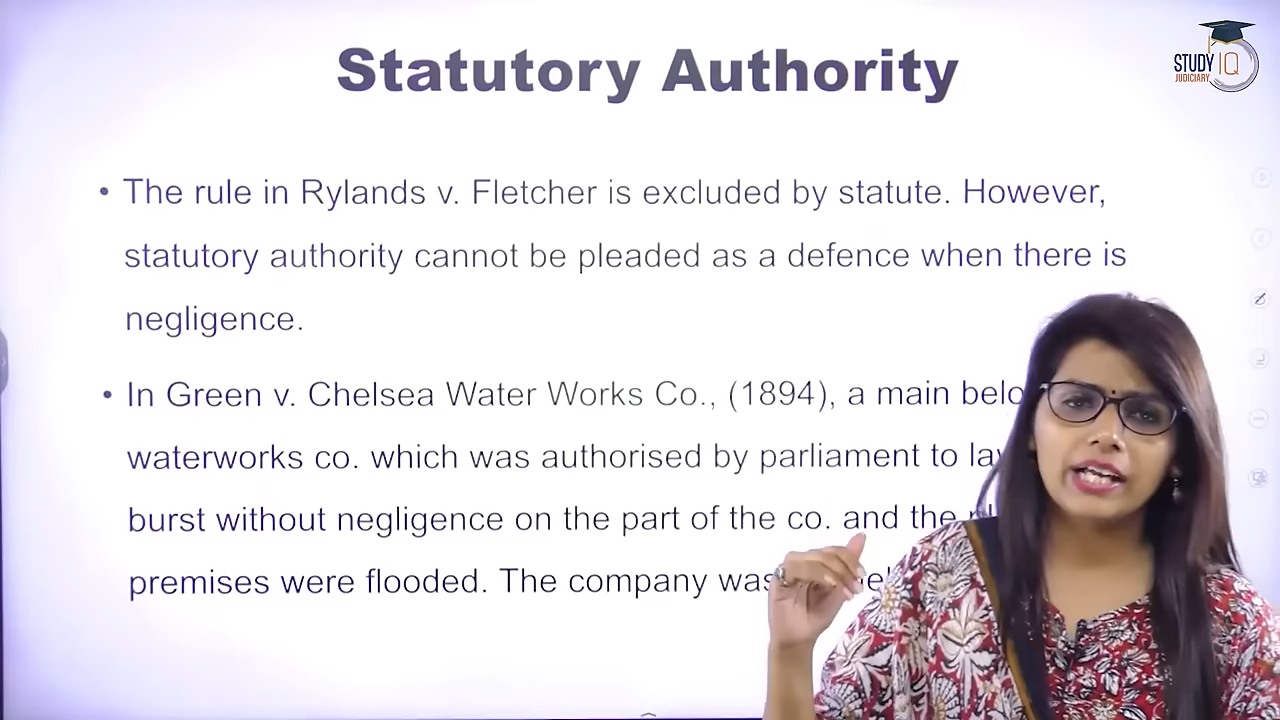 Statutory Authority
STUDY IQ
JUDICIARY
• The rule in Rylands v. Fletcher is excluded by statute. However,
statutory authority cannot be pleaded as a defence when there is
negligence.
• In Green v. Chelsea Water Works Co., (1894), a main
waterworks co. which was authorised by parliament to
burst without negligence on the part of the co. and the
premises were flooded. The company was